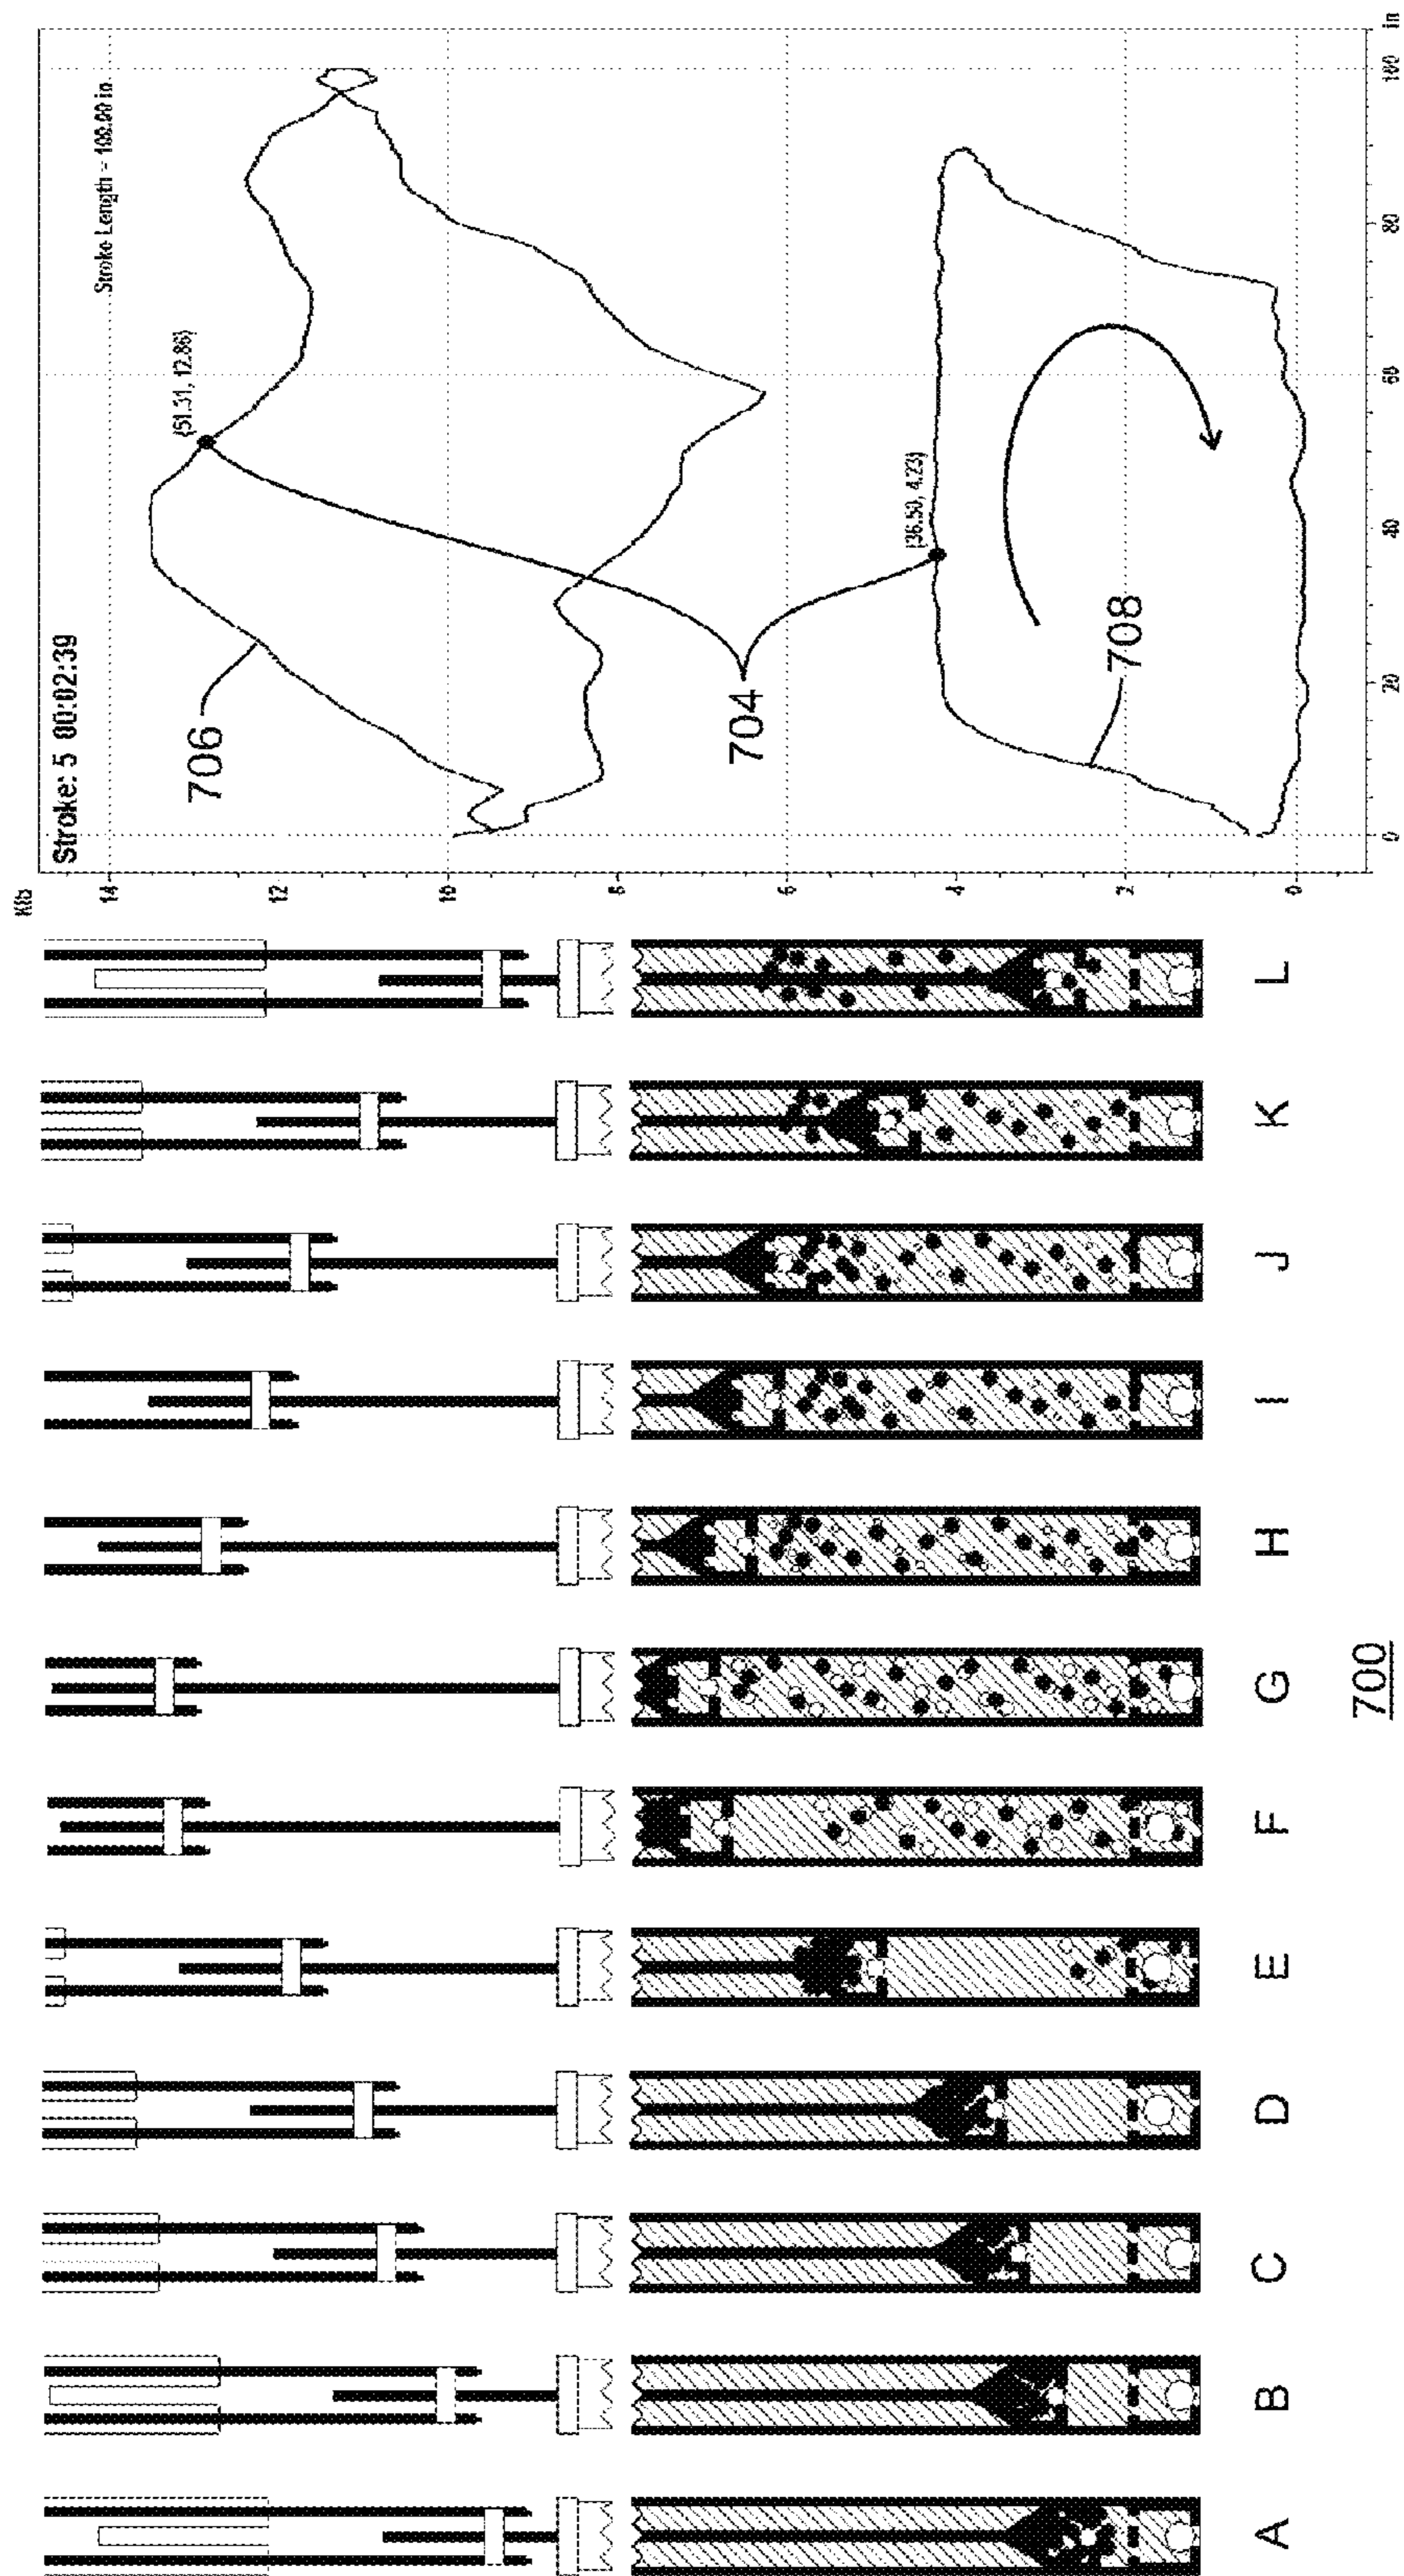 Klb
Stroke: 5 00:02:39
14
Stroke Length = 100.00 in
706
(51.31, 12.86)
12
10
8
704
6
(36.50, 4.23)
4
708
2
0
0 20 40 60 80 100 in
A B C D E F G H I J K L
700